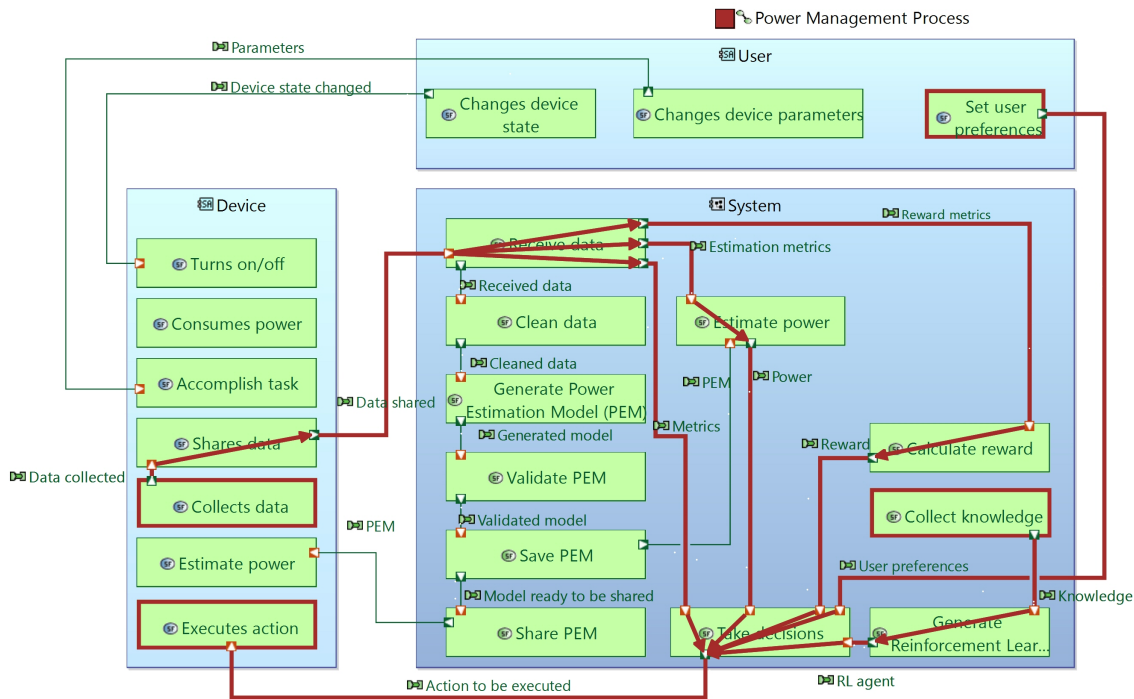 Power Management Process
Parameters
User
Device state changed
Changes device
state
Changes device parameters
Set user
preferences
Device
System
Reward metrics
Receive data
Estimation metrics
Turns on/off
Received data
Clean data
Estimate power
Consumes power
Cleaned data
Accomplish task
PEM
Power
Generate Power
Estimation Model (PEM)
Data shared
Metrics
Shares data
Generated model
Reward
Calculate reward
Data collected
Validate PEM
Collects data
Collect knowledge
PEM
Validated model
Estimate power
Save PEM
User preferences
Model ready to be shared
Knowledge
Executes action
Share PEM
Take decisions
Generate
Reinforcement Lear...
RL agent
Action to be executed